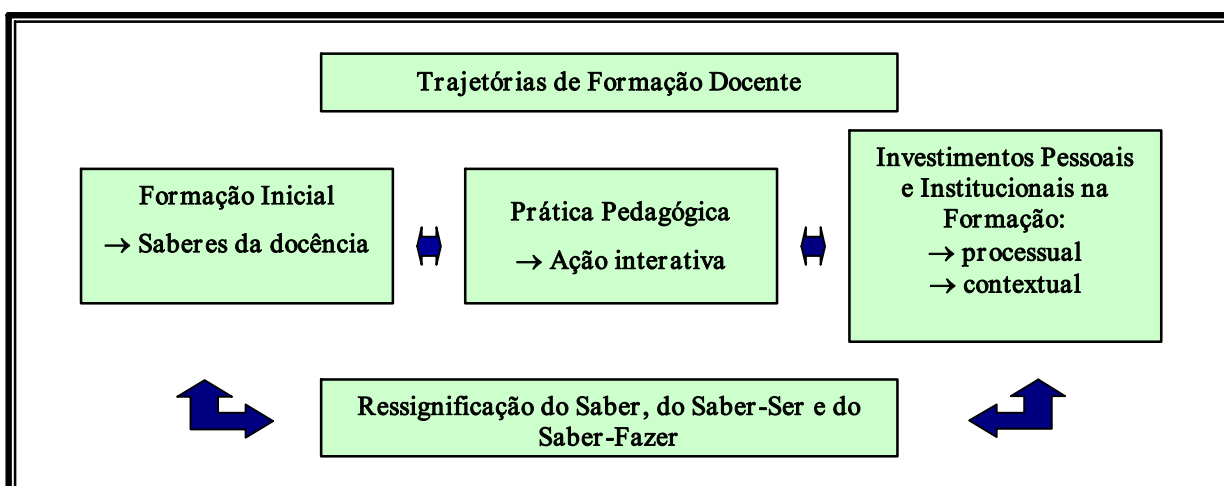 Trajetórias de Formação Docente
Formação Inicial
→ Saberes da docência
Prática Pedagógica
→ Ação interativa
Investimentos Pessoais
e Institucionais na
Formação:
→ processual
→ contextual
Ressignificação do Saber, do Saber-Ser e do
Saber-Fazer